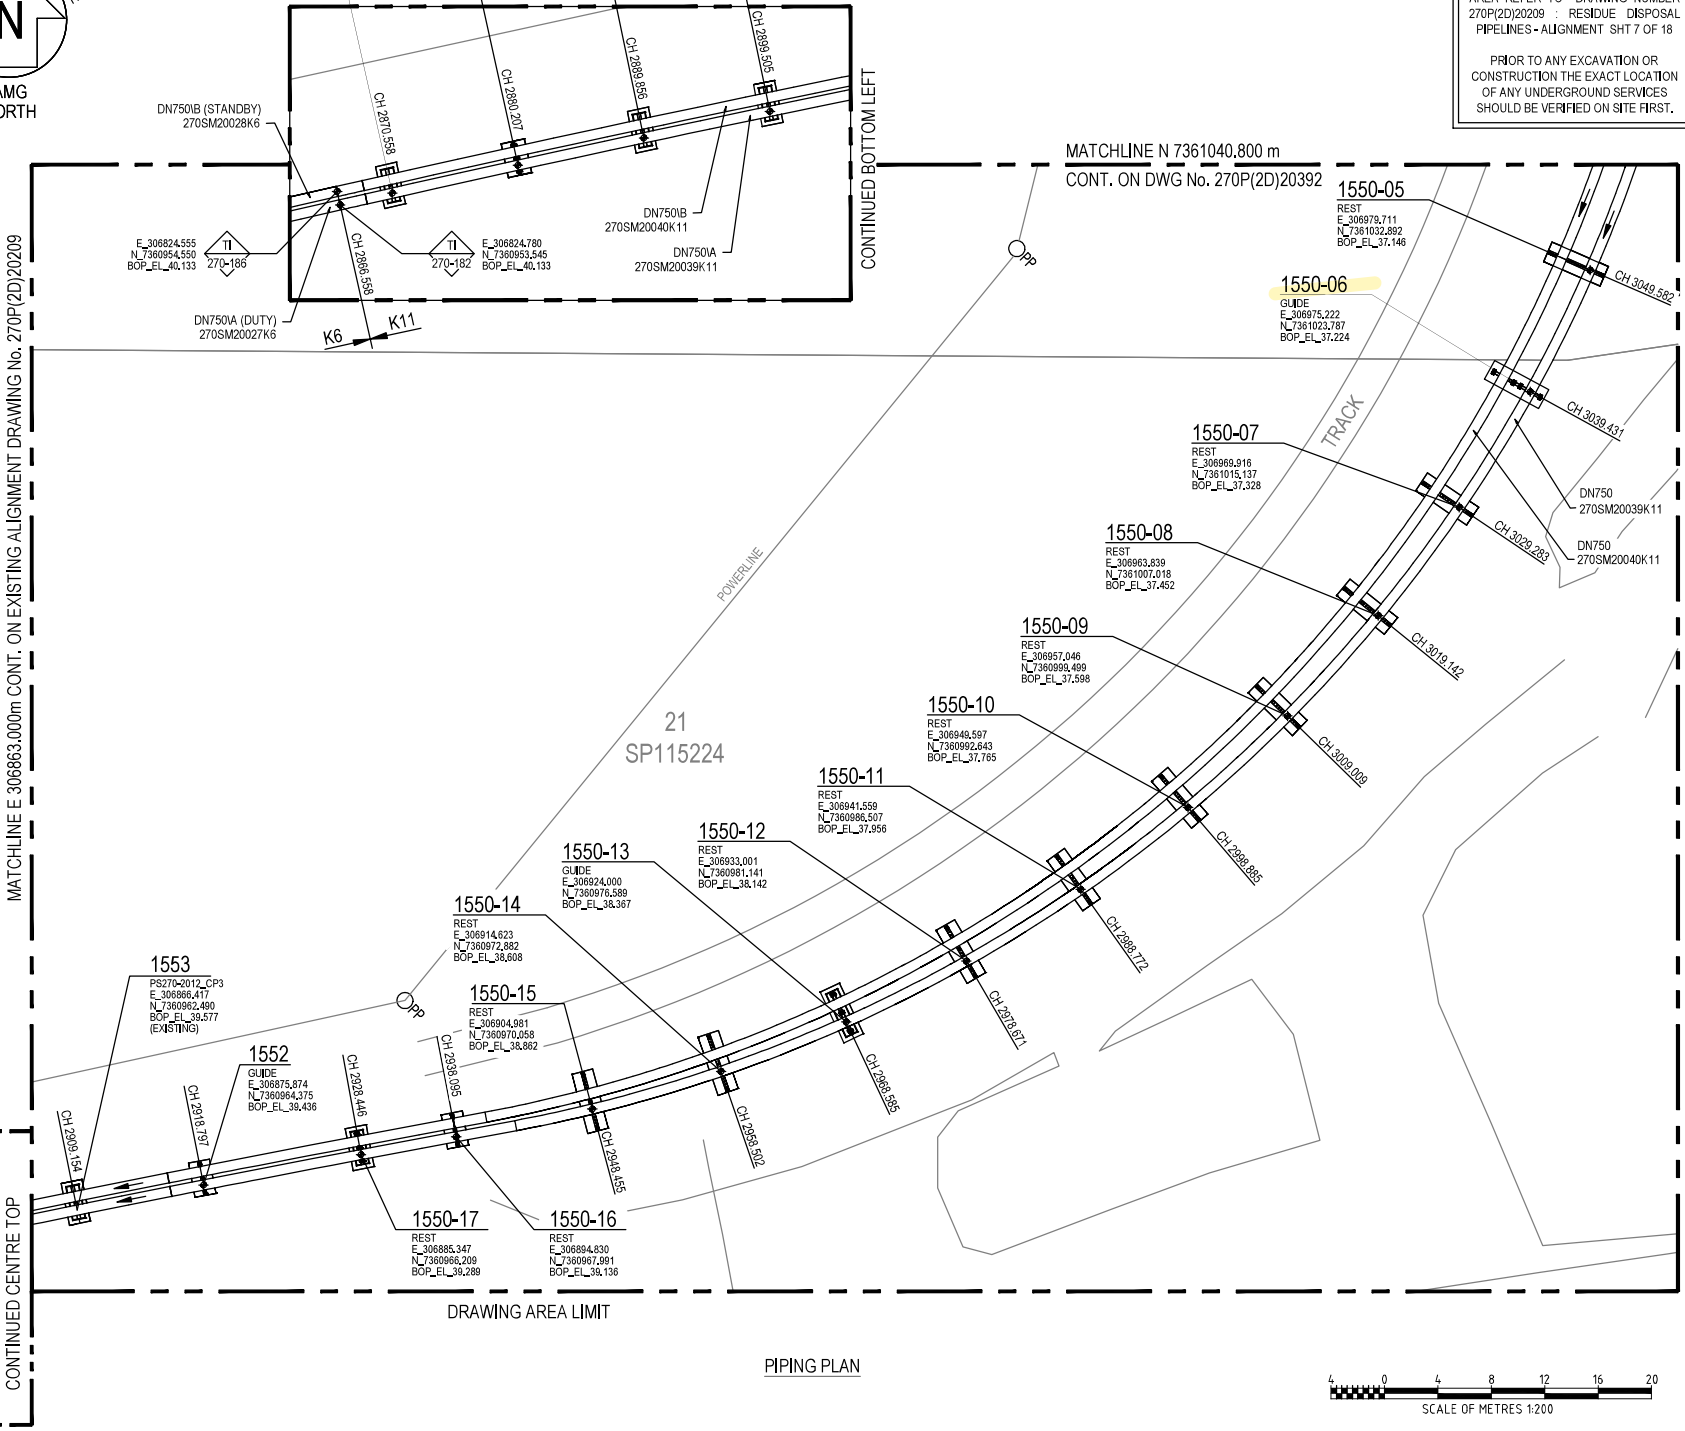 N
AMG
ORTH
270P(2D)20209 : RESIDUE DISPOSAL
PIPELINES - ALIGNMENT SHT 7 OF 18
PRIOR TO ANY EXCAVATION OR
CONSTRUCTION THE EXACT LOCATION
OF ANY UNDERGROUND SERVICES
SHOULD BE VERIFIED ON SITE FIRST.
CH 2870.558
CH 2880.207
CH 2889.856
CH 2899.505
DN750\B (STANDBY)
270SM20028K6
E_306824.555
N_7360954.550
BOP_EL_40.133
TI
270-186
TI
270-182
E_306824.780
N_7360953.545
BOP_EL_40.133
CH 2866.558
DN750\A (DUTY)
270SM20027K6
K6
K11
DN750\B
270SM20040K11
DN750\A
270SM20039K11
CONTINUED BOTTOM LEFT
MATCHLINE N 7361040.800 m
CONT. ON DWG No. 270P(2D)20392
MATCHLINE E 306863.000m CONT. ON EXISTING ALIGNMENT DRAWING No. 270P(2D)20209
PP
1550-05
REST
E_306979.711
N_7361032.892
BOP_EL_37.146
CH 3049.582
1550-06
GUIDE
E_306975.222
N_7361023.787
BOP_EL_37.224
CH 3039.431
TRACK
1550-07
REST
E_306969.916
N_7361015.137
BOP_EL_37.328
CH 3029.283
DN750
270SM20039K11
DN750
270SM20040K11
1550-08
REST
E_306963.839
N_7361007.018
BOP_EL_37.452
CH 3019.142
POWERLINE
1550-09
REST
E_306957.046
N_7360999.499
BOP_EL_37.598
CH 3009.009
1550-10
REST
E_306949.597
N_7360992.643
BOP_EL_37.765
CH 2998.885
21
SP115224
1550-11
REST
E_306941.559
N_7360986.507
BOP_EL_37.956
CH 2988.772
1550-12
REST
E_306933.001
N_7360981.141
BOP_EL_38.142
CH 2978.671
1550-13
GUIDE
E_306924.000
N_7360976.589
BOP_EL_38.367
CH 2968.585
1550-14
REST
E_306914.623
N_7360972.882
BOP_EL_38.608
CH 2958.502
1550-15
REST
E_306904.981
N_7360970.058
BOP_EL_38.862
CH 2948.455
PP
1553
PS270-2012_CP3
E_306866.417
N_7360962.490
BOP_EL_39.577
(EXISTING)
CH 2909.154
1552
GUIDE
E_306875.874
N_7360964.375
BOP_EL_39.436
CH 2918.797
CH 2928.446
CH 2938.095
1550-17
REST
E_306885.347
N_7360966.209
BOP_EL_39.289
1550-16
REST
E_306894.830
N_7360967.991
BOP_EL_39.136
CONTINUED CENTRE TOP
DRAWING AREA LIMIT
PIPING PLAN
4 0 4 8 12 16 20
SCALE OF METRES 1:200